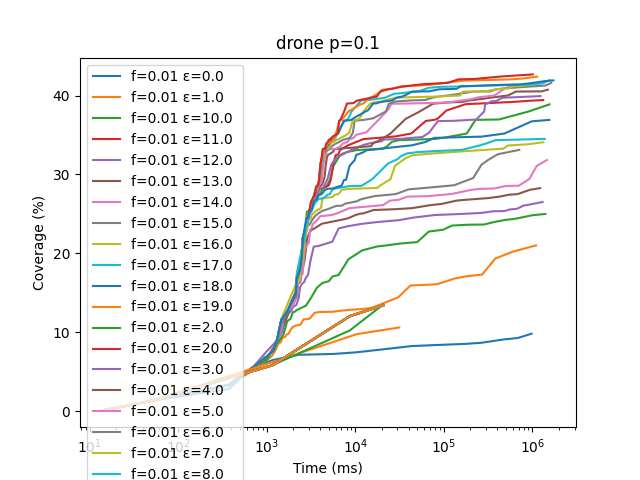 drone p=0.1
Coverage (%)
40
30
20
10
0
f=0.01 ε=0.0
f=0.01 ε=1.0
f=0.01 ε=10.0
f=0.01 ε=11.0
f=0.01 ε=12.0
f=0.01 ε=13.0
f=0.01 ε=14.0
f=0.01 ε=15.0
f=0.01 ε=16.0
f=0.01 ε=17.0
f=0.01 ε=18.0
f=0.01 ε=19.0
f=0.01 ε=2.0
f=0.01 ε=20.0
f=0.01 ε=3.0
f=0.01 ε=4.0
f=0.01 ε=5.0
f=0.01 ε=6.0
f=0.01 ε=7.0
f=0.01 ε=8.0
10¹ 10² 10³ 10⁴ 10⁵ 10⁶
Time (ms)